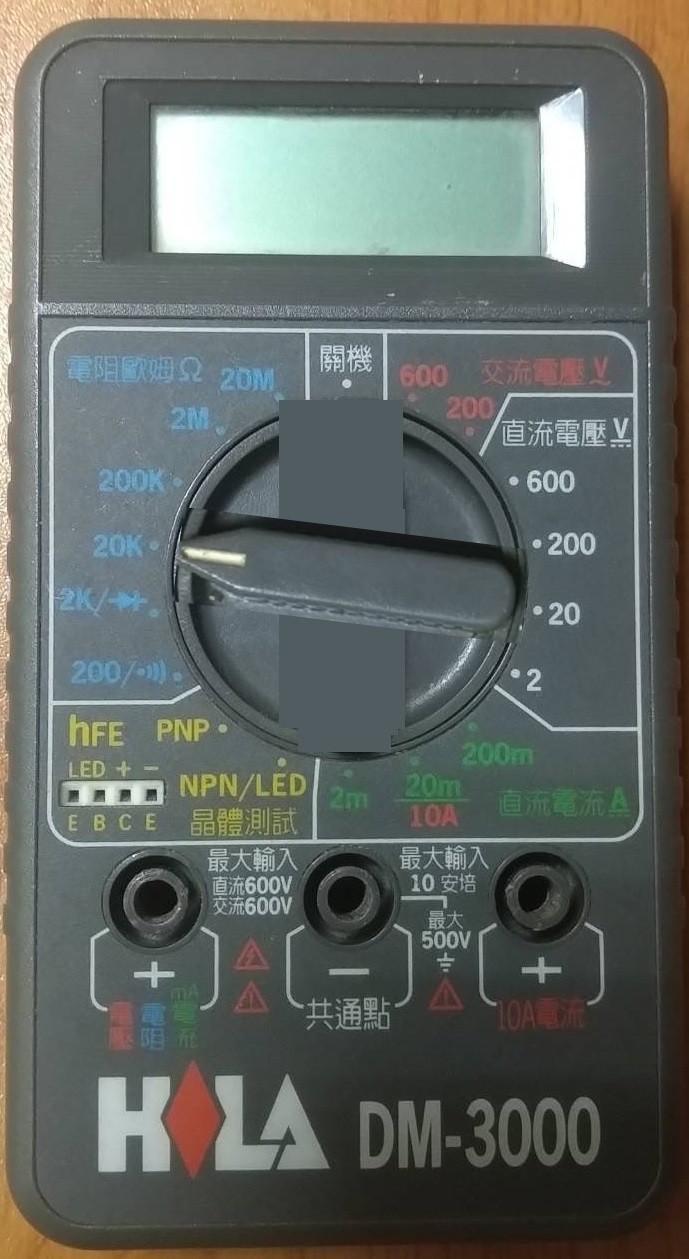 關機
電阻歐姆Ω
20M
2M
200K
20K
2K/
200/
600
交流電壓V
200
直流電壓V
600
200
20
2
hFE
PNP
LED + −
E B C E
NPN/LED
晶體測試
200m
2m
20m
10A
直流電流A
最大輸入
直流600V
交流600V
最大輸入
10 安培
最大
500V
+
−
+
電壓
電阻
mA電流
共通點
10A電流
HOLA
DM-3000